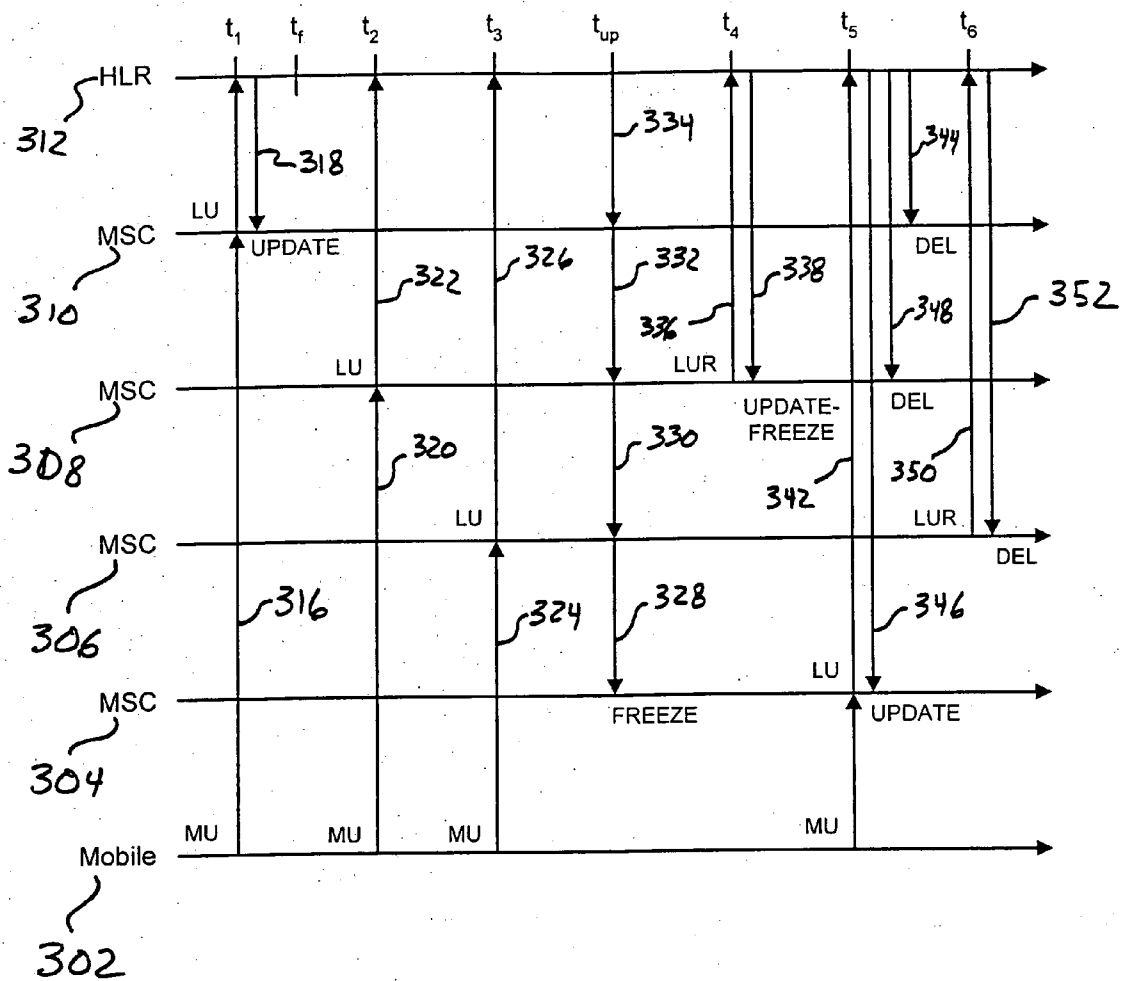 t1 tf t2 t3 tup t4 t5 t6
HLR
312
318
334
344
LU
MSC
UPDATE
DEL
310
322
326
332
336
338
348
352
LU
LUR
MSC
UPDATE-
FREEZE
DEL
308
320
330
342
350
LU
LUR
MSC
DEL
306
316
324
328
346
LU
MSC
FREEZE
UPDATE
304
MU
MU
MU
MU
Mobile
302